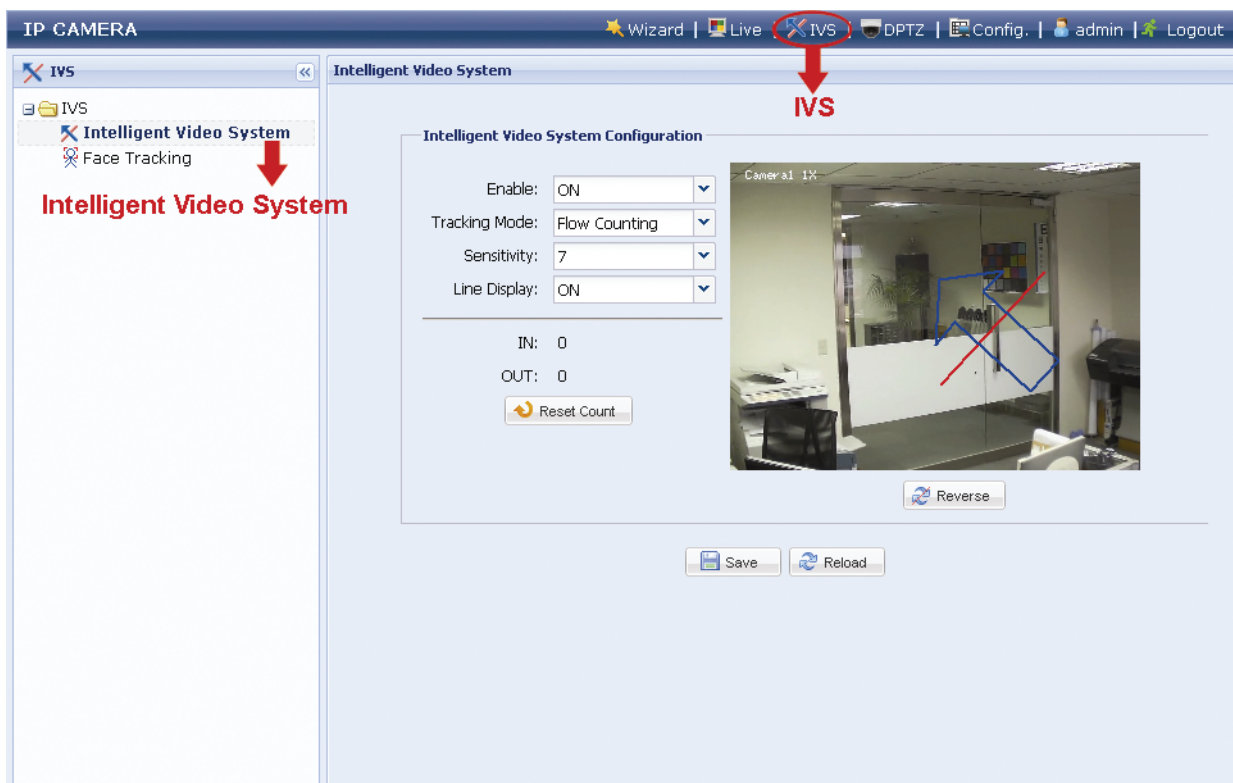 IP CAMERA
Wizard | Live | IVS | DPTZ | Config. | admin | Logout
IVS
IVS
IVS
Intelligent Video System
Face Tracking
Intelligent Video System
Intelligent Video System
Intelligent Video System Configuration
Enable: ON
Tracking Mode: Flow Counting
Sensitivity: 7
Line Display: ON
IN: 0
OUT: 0
Reset Count
Camera1 1X
Reverse
Save
Reload